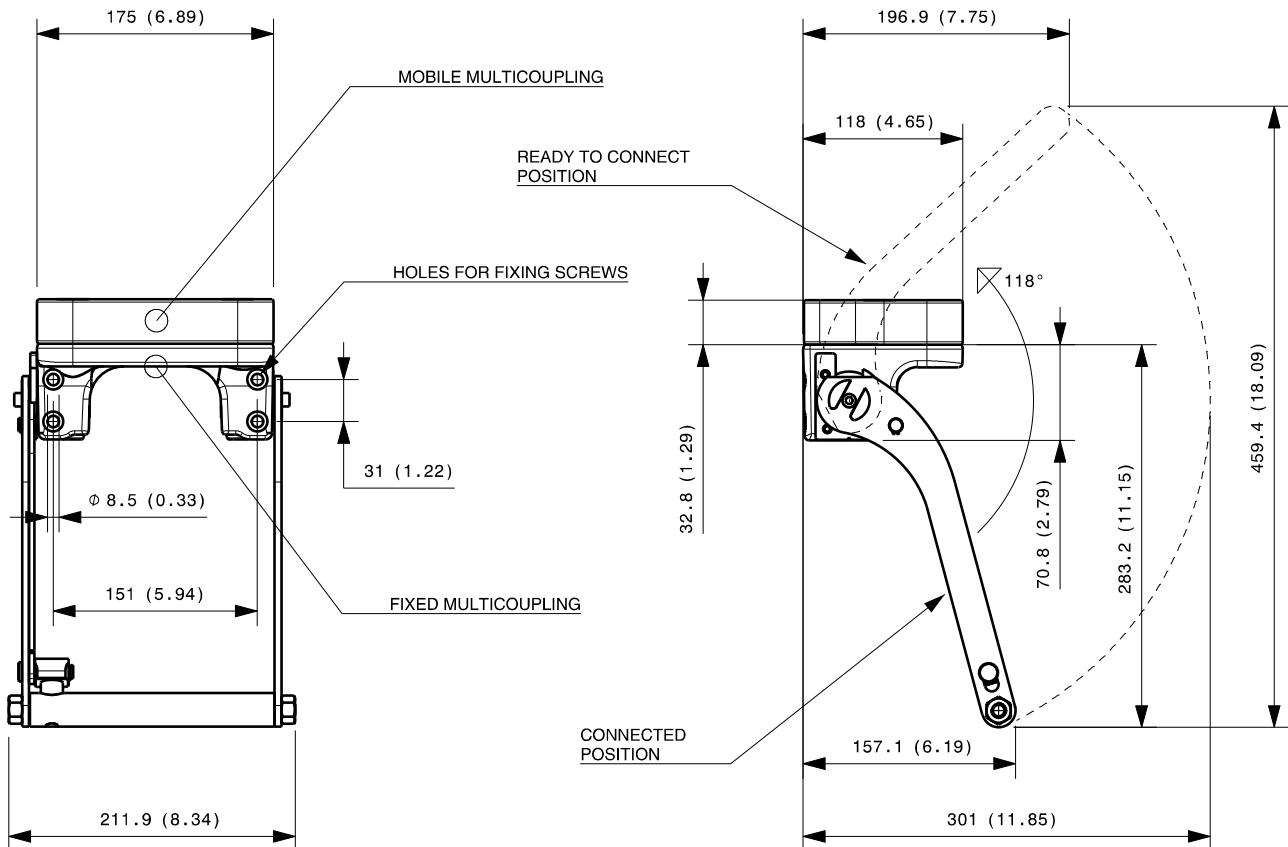 175 (6.89)
196.9 (7.75)
MOBILE MULTICOUPLING
118 (4.65)
READY TO CONNECT
POSITION
HOLES FOR FIXING SCREWS
118°
459.4 (18.09)
32.8 (1.29)
31 (1.22)
Φ 8.5 (0.33)
70.8 (2.79)
283.2 (11.15)
151 (5.94)
FIXED MULTICOUPLING
CONNECTED
POSITION
157.1 (6.19)
211.9 (8.34)
301 (11.85)